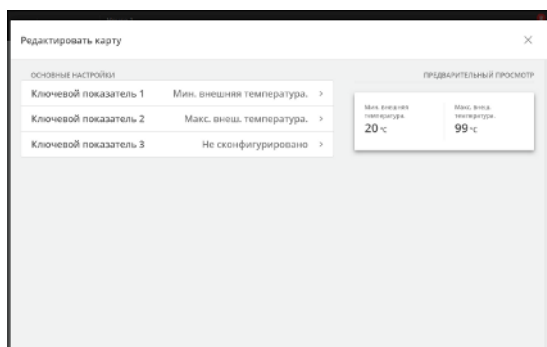 Редактировать карту
ОСНОВНЫЕ НАСТРОЙКИ
Ключевой показатель 1 Мин. внешняя температура. >
Ключевой показатель 2 Макс. внеш. температура. >
Ключевой показатель 3 Не сконфигурировано >
ПРЕДВАРИТЕЛЬНЫЙ ПРОСМОТР
Мин. внешняя температура.
20 °C
Макс. внеш. температура.
99 °C